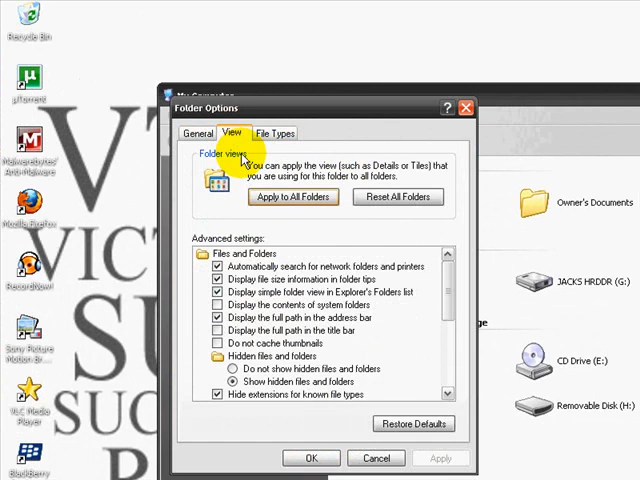 Recycle Bin
µTorrent
Malwarebytes'
Anti-Malware
Mozilla Firefox
RecordNow!
Sony Picture
Motion Br...
VLC Media
Player
BlackBerry
VI
VIC
SU
SUC
P
My Computer
Folder Options
General
View
File Types
Folder views
You can apply the view (such as Details or Tiles) that
you are using for this folder to all folders.
Apply to All Folders
Reset All Folders
Advanced settings:
Files and Folders
Automatically search for network folders and printers
Display file size information in folder tips
Display simple folder view in Explorer's Folders list
Display the contents of system folders
Display the full path in the address bar
Display the full path in the title bar
Do not cache thumbnails
Hidden files and folders
Do not show hidden files and folders
Show hidden files and folders
Hide extensions for known file types
Restore Defaults
OK
Cancel
Apply
Owner's Documents
JACKS HRDDR (G:)
ge
CD Drive (E:)
Removable Disk (H:)